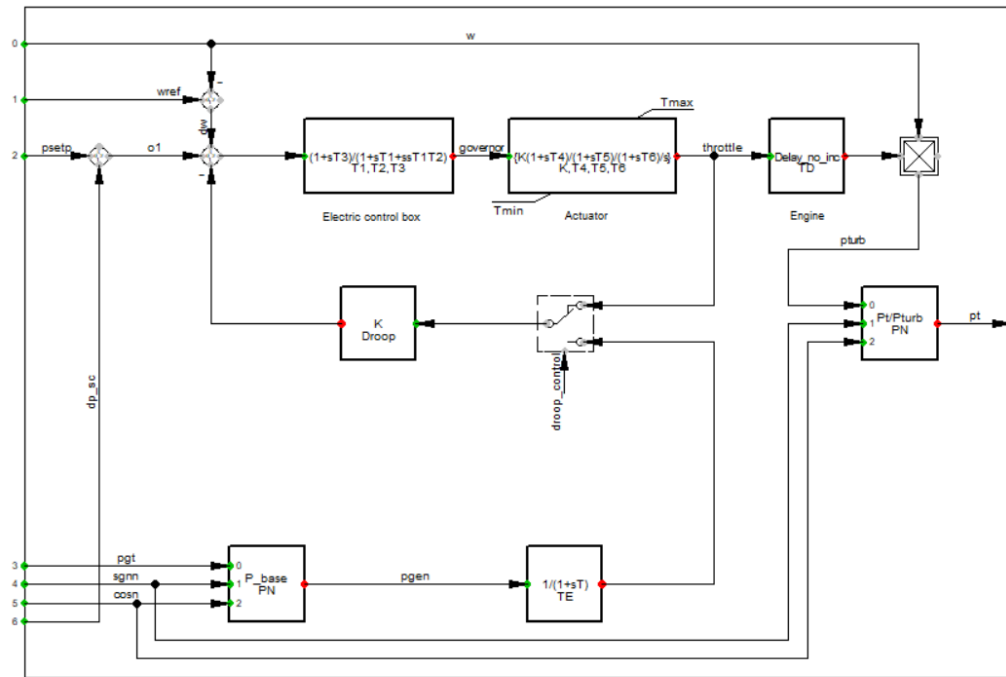 0
w
-
1
wref
dw
Tmax
2
psetp
o1
-
(1+sT3)/(1+sT1+ssT1T2)
T1,T2,T3
governor
{K(1+sT4)/(1+sT5)/(1+sT6)/s}
K,T4,T5,T6
throttle
Delay_no_inc
TD
Tmin
Electric control box
Actuator
Engine
pturb
K
Droop
0
1
2
Pt/Pturb
PN
pt
droop_control
dp_sc
3
pgt
4
sgnn
5
cosn
6
0
1
2
P_base
PN
pgen
1/(1+sT)
TE